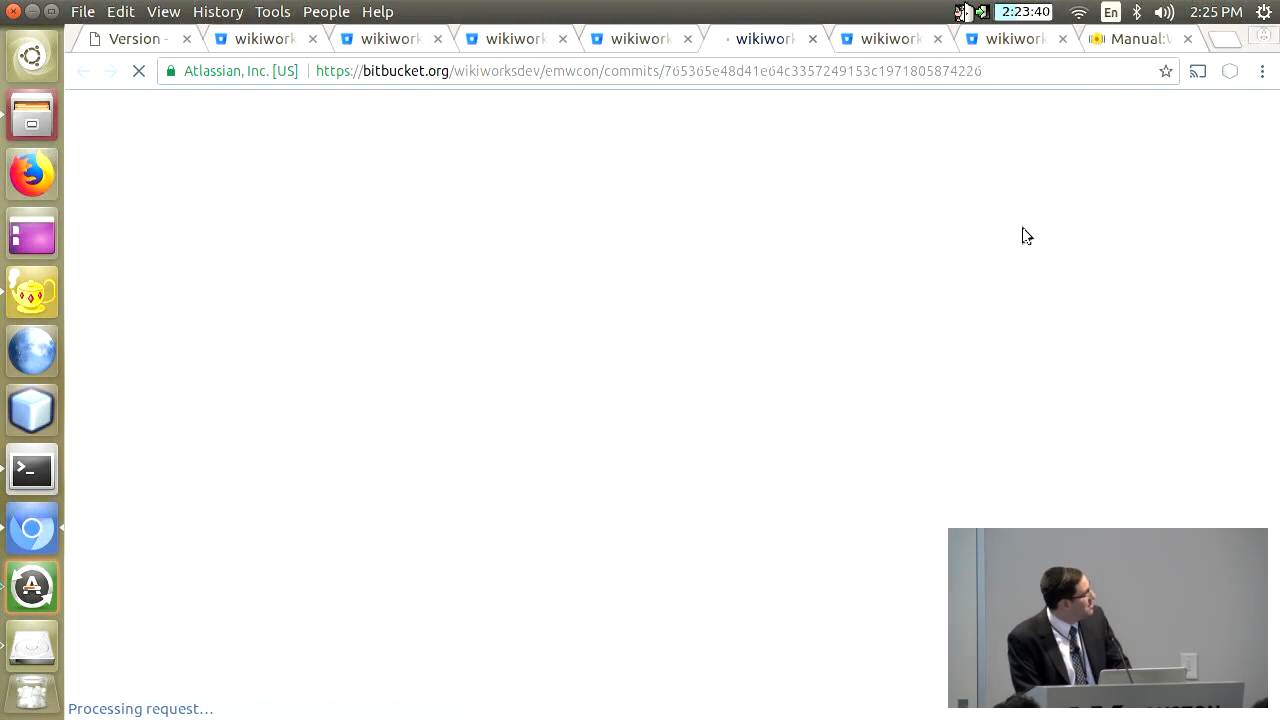 File Edit View History Tools People Help
2:23:40 En 2:25 PM
Version - wikiwork wikiwork wikiwork wikiwork wikiwork wikiwork wikiwork Manual:
Atlassian, Inc. [US] https://bitbucket.org/wikiworksdev/emwcon/commits/765365e48d41e64c3357249153c1971805874226
Processing request...